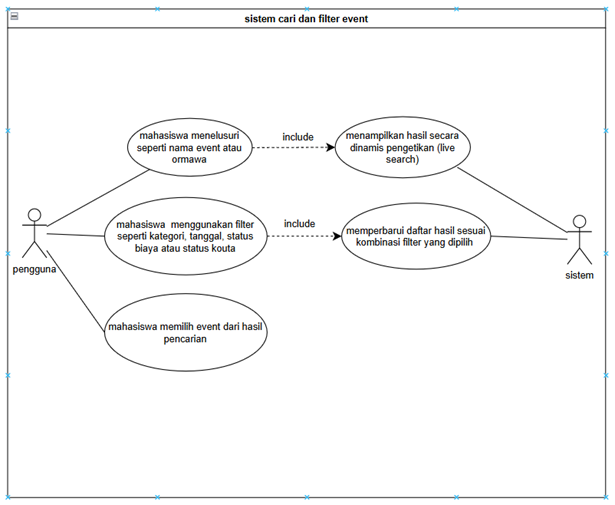 sistem cari dan filter event
mahasiswa menelusuri
seperti nama event atau
ormawa
include
menampilkan hasil secara
dinamis pengetikan (live
search)
mahasiswa menggunakan filter
seperti kategori, tanggal, status
biaya atau status kouta
include
memperbarui daftar hasil sesuai
kombinasi filter yang dipilih
pengguna
sistem
mahasiswa memilih event dari hasil
pencarian